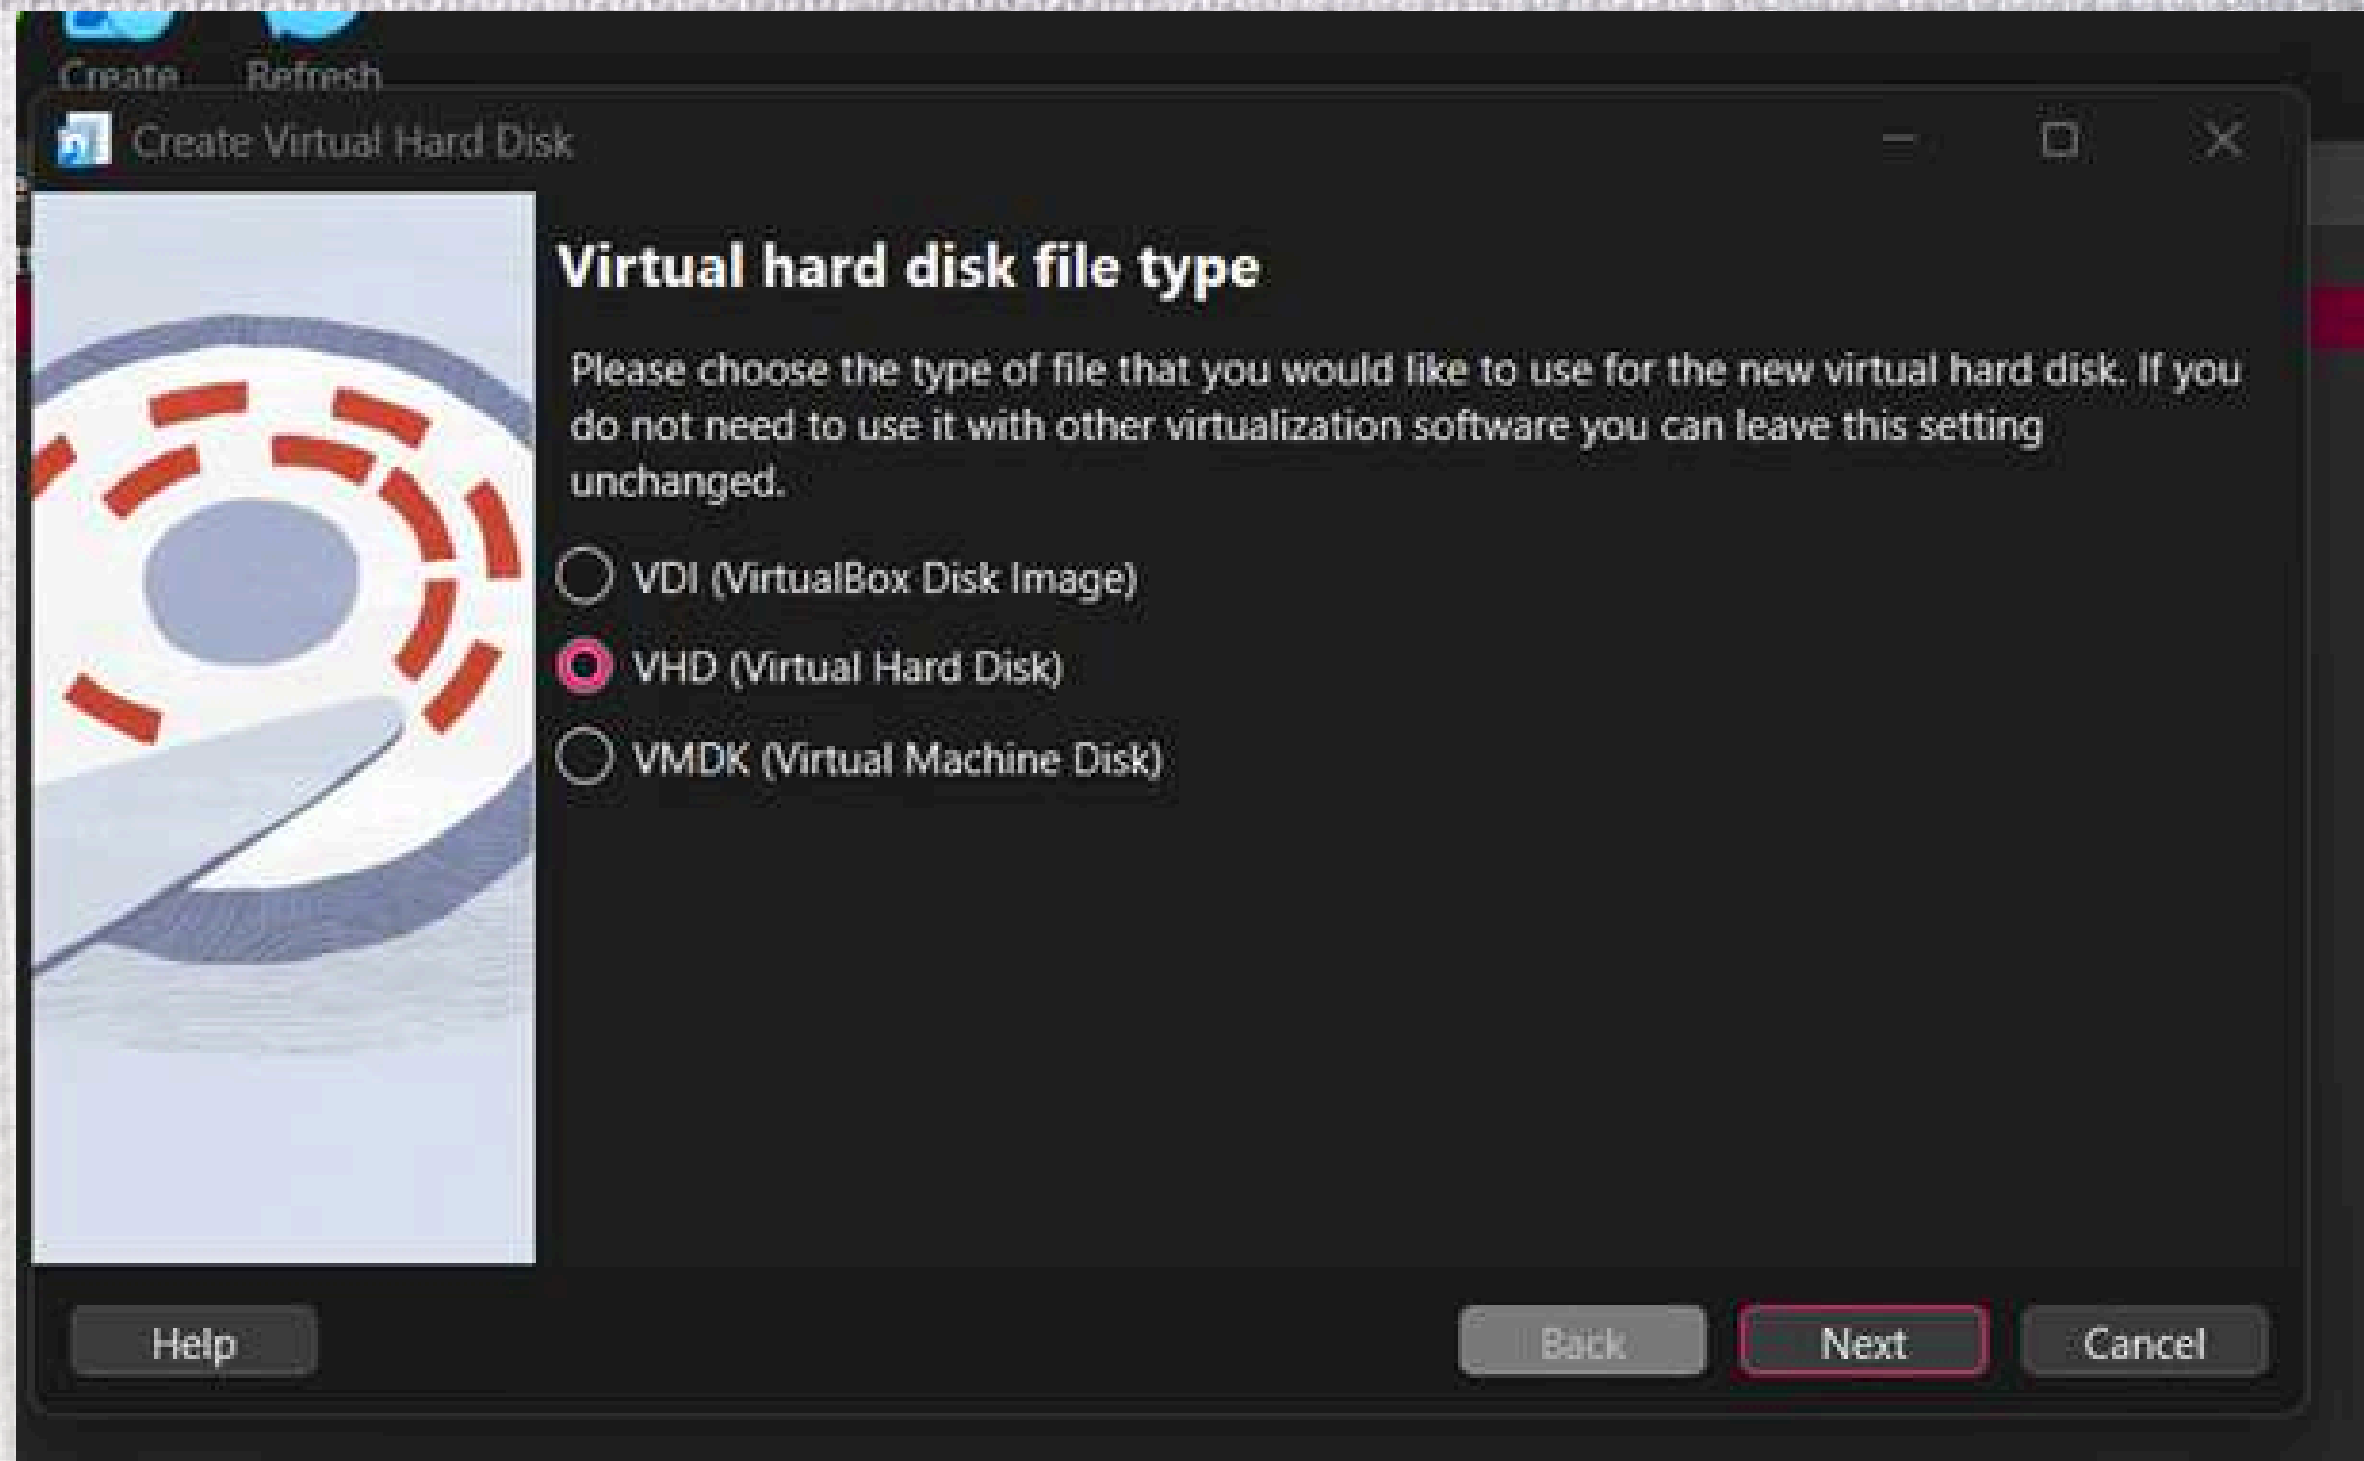 Create Refresh
Create Virtual Hard Disk
Virtual hard disk file type
Please choose the type of file that you would like to use for the new virtual hard disk. If you
do not need to use it with other virtualization software you can leave this setting
unchanged.
VDI (VirtualBox Disk Image)
VHD (Virtual Hard Disk)
VMDK (Virtual Machine Disk)
Help Back Next Cancel